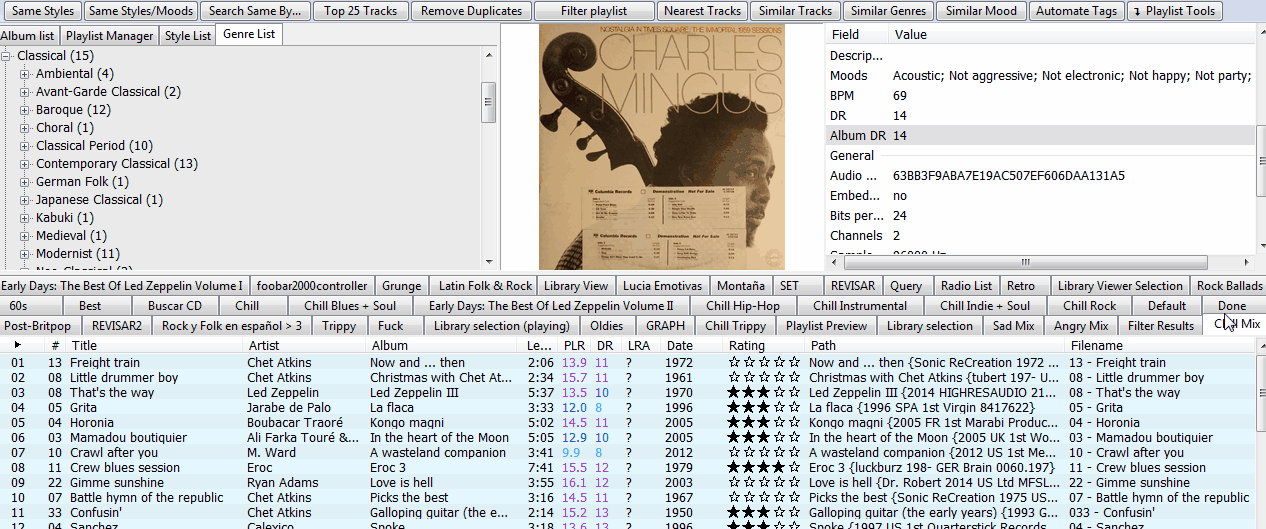 Same Styles Same Styles/Moods Search Same By... Top 25 Tracks Remove Duplicates Filter playlist Nearest Tracks Similar Tracks Similar Genres Similar Mood Automate Tags Playlist Tools
Album list Playlist Manager Style List Genre List
Classical (15)
Ambiental (4)
Avant-Garde Classical (2)
Baroque (12)
Choral (1)
Classical Period (10)
Contemporary Classical (13)
German Folk (1)
Japanese Classical (1)
Kabuki (1)
Medieval (1)
Modernist (11)
NOSTALGIA IN TIMES SQUARE / THE IMMORTAL 1959 SESSIONS
CHARLES
MINGUS
Columbia Records Demonstration Not For Sale
Columbia Records Demonstration Not For Sale
Field Value
Descrip...
Moods Acoustic; Not aggressive; Not electronic; Not happy; Not party;
BPM 69
DR 14
Album DR 14
General
Audio ... 63BB3F9ABA7E19AC507EF606DAA131A5
Embed... no
Bits per... 24
Channels 2
Early Days: The Best Of Led Zeppelin Volume I foobar2000controller Grunge Latin Folk & Rock Library View Lucia Emotivas Montaña SET REVISAR Query Radio List Retro Library Viewer Selection Rock Ballads
60s Best Buscar CD Chill Chill Blues + Soul Early Days: The Best Of Led Zeppelin Volume II Chill Hip-Hop Chill Instrumental Chill Indie + Soul Chill Rock Default Done
Post-Britpop REVISAR2 Rock y Folk en español > 3 Trippy Fuck Library selection (playing) Oldies GRAPH Chill Trippy Playlist Preview Library selection Sad Mix Angry Mix Filter Results Chill Mix
# Title Artist Album Le... PLR DR LRA Date Rating Path Filename
01 13 Freight train Chet Atkins Now and ... then 2:06 13.9 11 ? 1972 ☆☆☆☆☆ Now and ... then {Sonic ReCreation 1972 ... 13 - Freight train
02 08 Little drummer boy Chet Atkins Christmas with Chet At... 2:34 15.7 11 ? 1961 ☆☆☆☆☆ Christmas with Chet Atkins {tubert 197- U... 08 - Little drummer boy
03 08 That's the way Led Zeppelin Led Zeppelin III 5:37 13.5 10 ? 1970 ★★★☆☆ Led Zeppelin III {2014 HIGHRESAUDIO 21... 08 - That's the way
04 05 Grita Jarabe de Palo La flaca 3:33 12.0 8 ? 1996 ★★★☆☆ La flaca {1996 SPA 1st Virgin 8417622} 05 - Grita
05 04 Horonia Boubacar Traoré Kongo magni 5:02 14.5 11 ? 2005 ★★★☆☆ Kongo magni {2005 FR 1st Marabi Produc... 04 - Horonia
06 03 Mamadou boutiquier Ali Farka Touré &... In the heart of the Moon 5:05 12.9 10 ? 2005 ★★★☆☆ In the heart of the Moon {2005 UK 1st Wo... 03 - Mamadou boutiquier
07 10 Crawl after you M. Ward A wasteland companion 3:41 9.9 8 ? 2012 ☆☆☆☆☆ A wasteland companion {2012 US 1st Me... 10 - Crawl after you
08 11 Crew blues session Eroc Eroc 3 7:41 15.5 12 ? 1979 ★★★★☆ Eroc 3 {luckburz 198- GER Brain 0060.197} 11 - Crew blues session
09 22 Gimme sunshine Ryan Adams Love is hell 3:55 16.1 12 ? 2003 ☆☆☆☆☆ Love is hell {Dr. Robert 2014 US Ltd MFSL... 22 - Gimme sunshine
10 07 Battle hymn of the republic Chet Atkins Picks the best 3:16 14.5 11 ? 1967 ★★★☆☆ Picks the best {Sonic ReCreation 1975 US... 07 - Battle hymn of the republic
11 33 Confusin' Chet Atkins Galloping guitar (the e... 2:14 15.2 13 ? 1950 ★★★☆☆ Galloping guitar (the early years) {1993 G... 033 - Confusin'
12 04 Sanchez Calexico Spoke 3:18 13.6 13 ? 1996 Spoke {1997 US 1st Quarterstick Records 04 - Sanchez